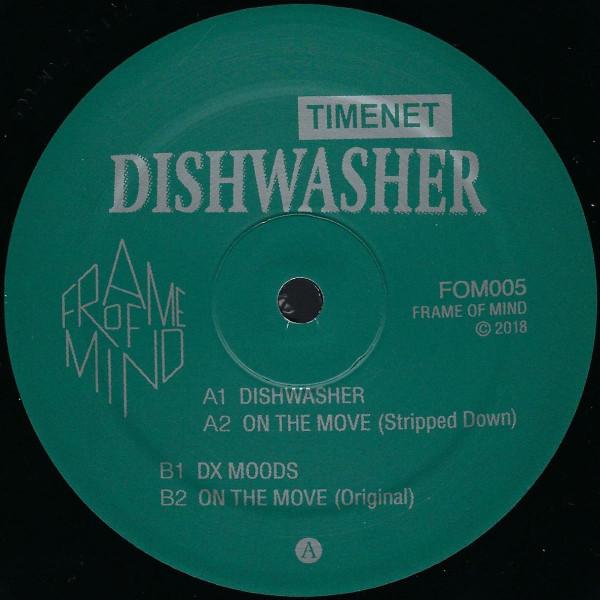 TIMENET
DISHWASHER
FRAME
OF
MIND
FOM005
FRAME OF MIND
© 2018
A1 DISHWASHER
A2 ON THE MOVE (Stripped Down)
B1 DX MOODS
B2 ON THE MOVE (Original)
A